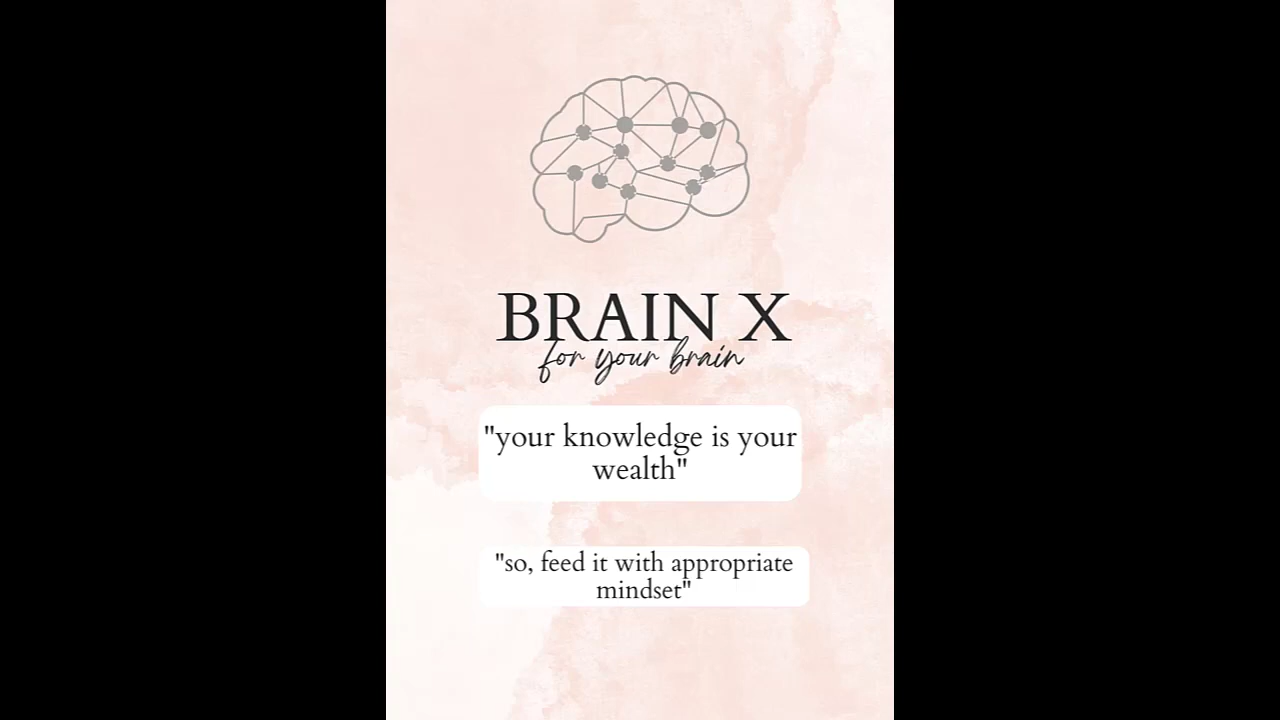 BRAIN X
for your brain
"your knowledge is your
wealth"
"so, feed it with appropriate
mindset"